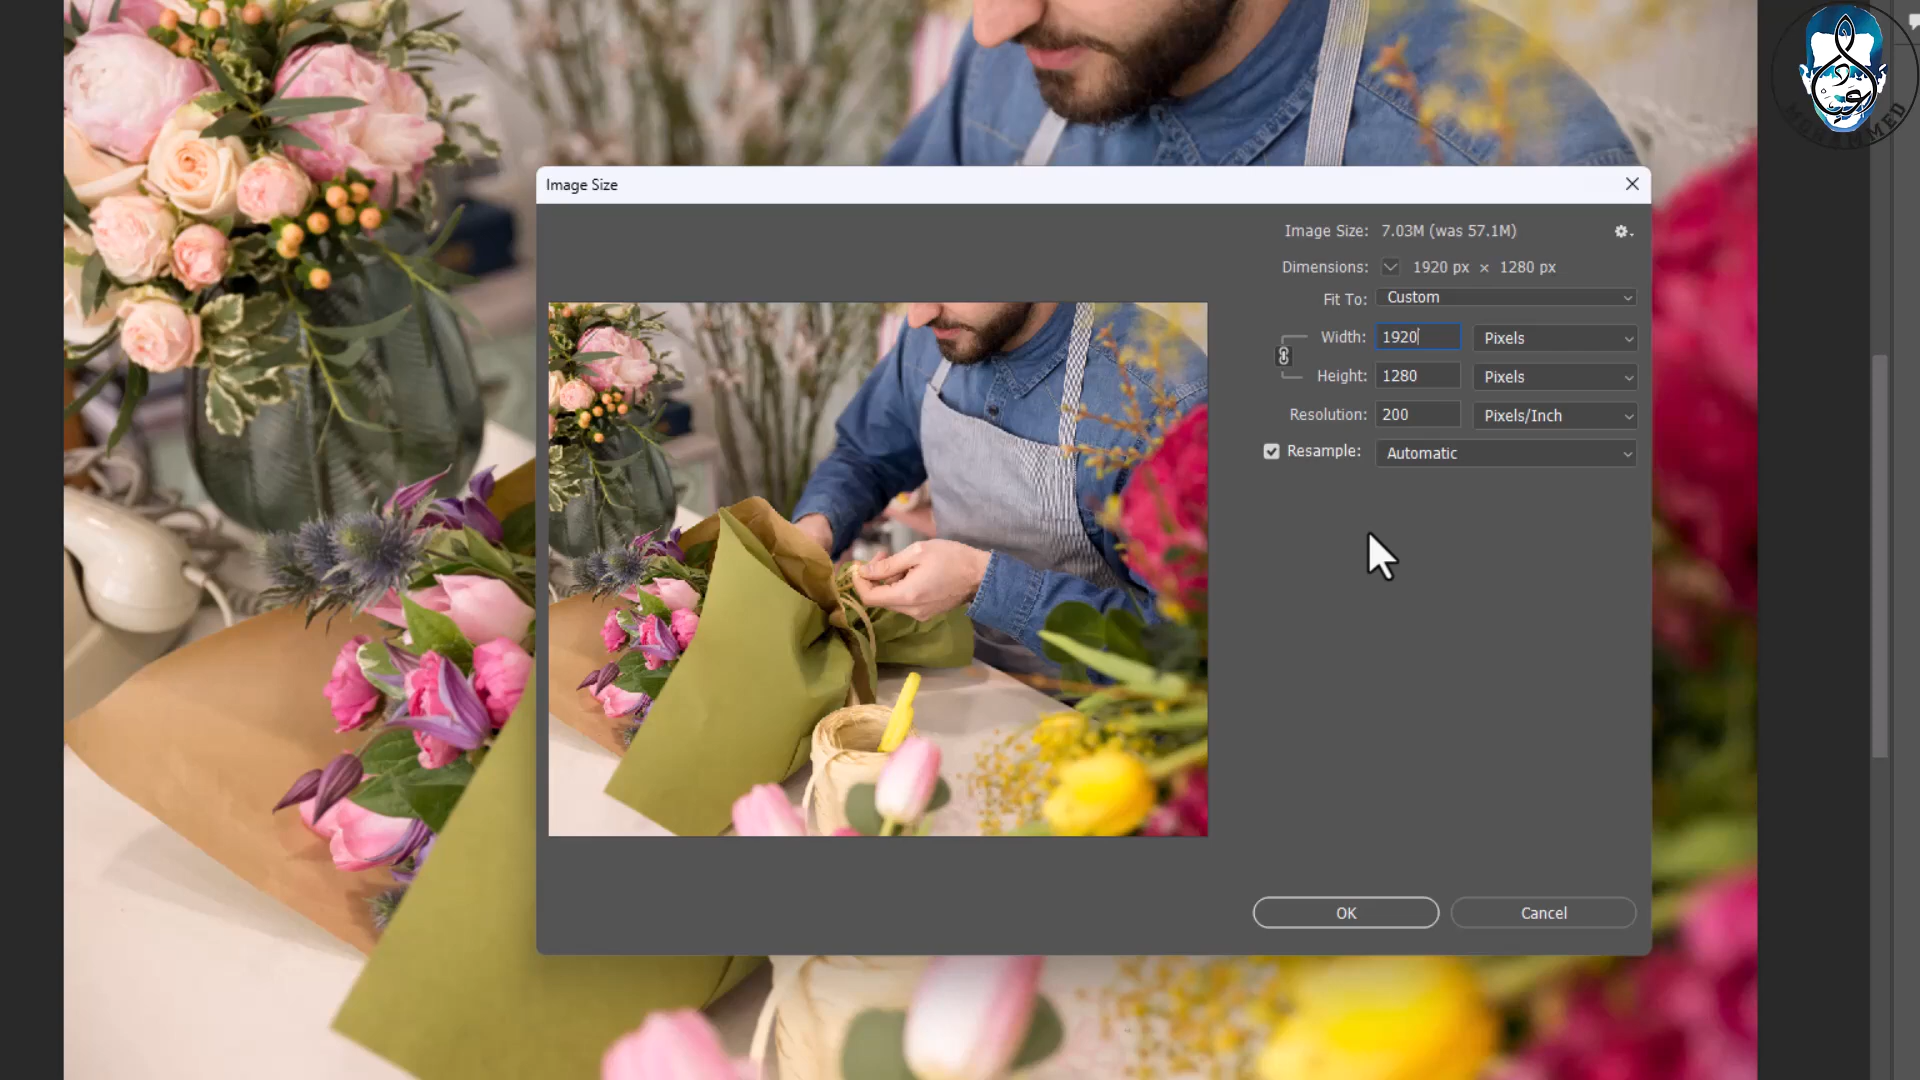 MOHAMMED
Image Size
Image Size: 7.03M (was 57.1M)
Dimensions: 1920 px × 1280 px
Fit To: Custom
Width: 1920 Pixels
Height: 1280 Pixels
Resolution: 200 Pixels/Inch
Resample: Automatic
OK Cancel